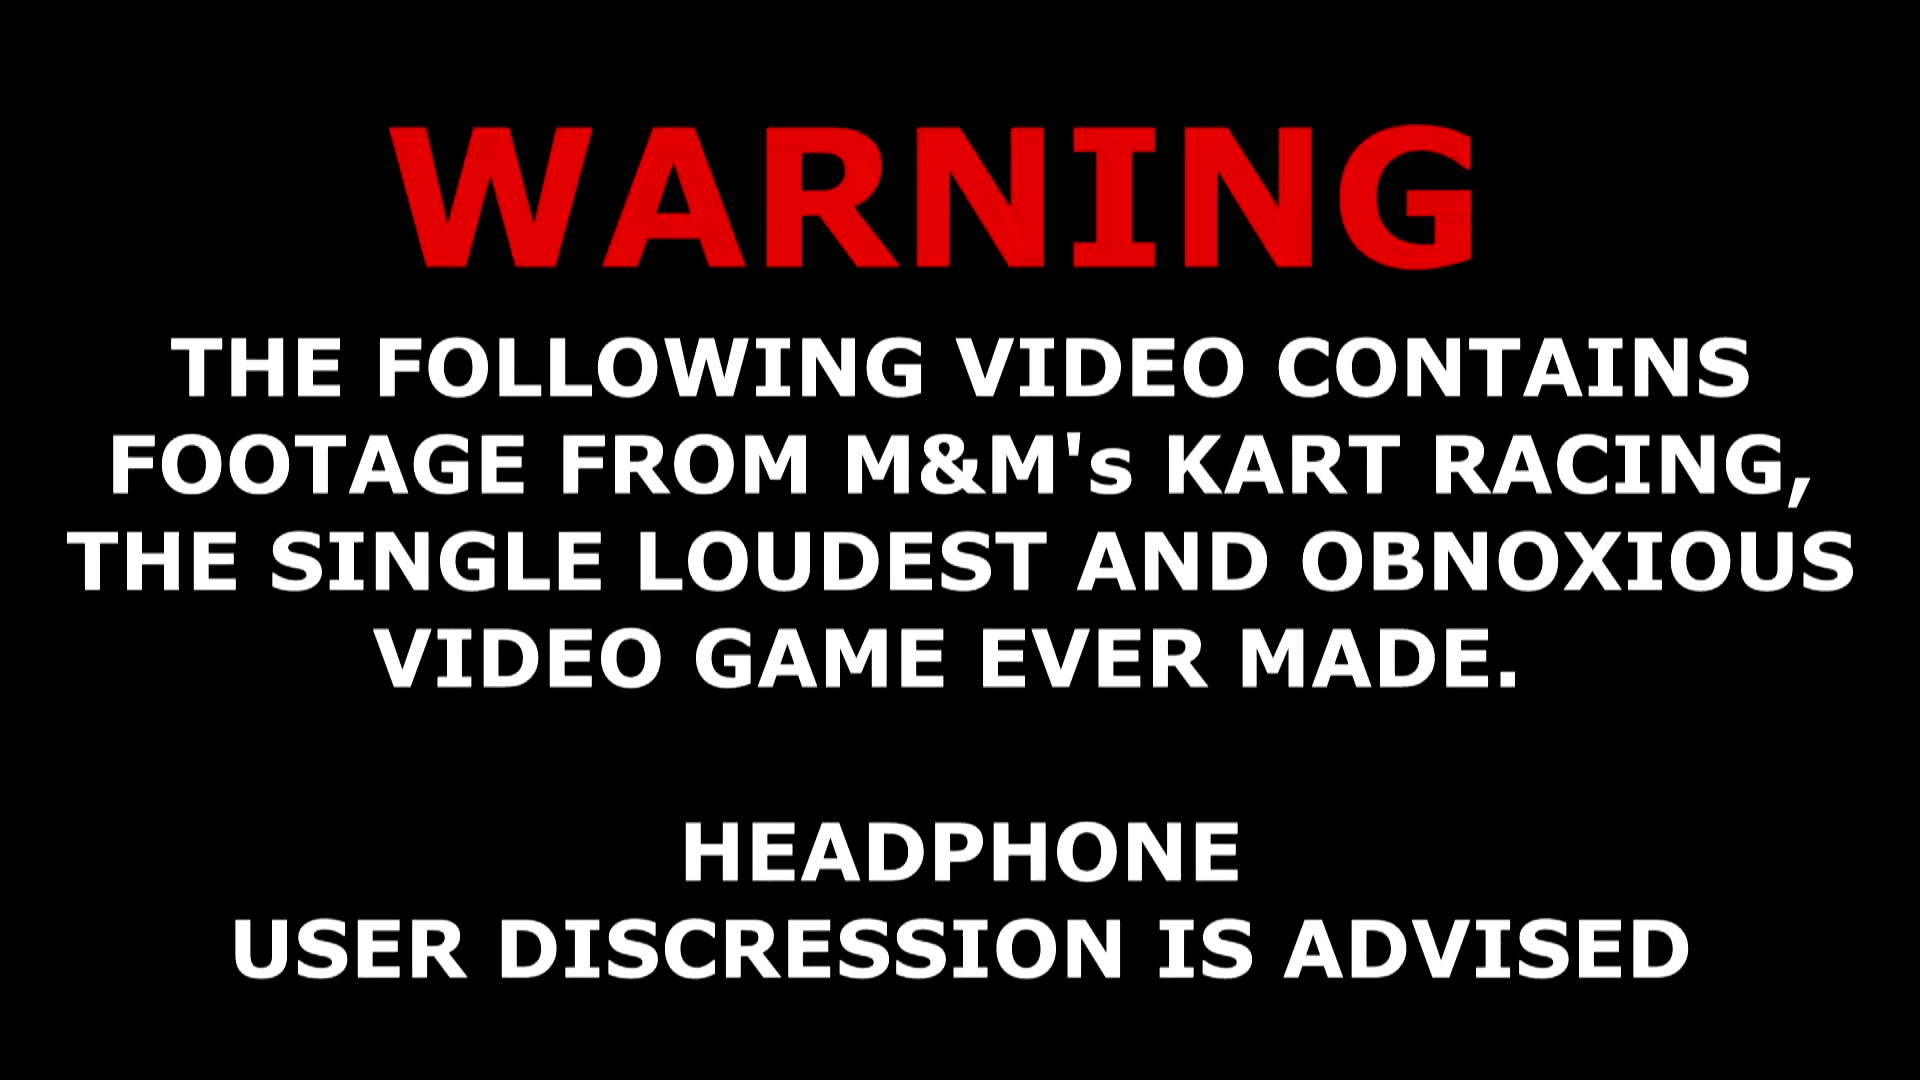 WARNING
THE FOLLOWING VIDEO CONTAINS
FOOTAGE FROM M&M's KART RACING,
THE SINGLE LOUDEST AND OBNOXIOUS
VIDEO GAME EVER MADE.
HEADPHONE
USER DISCRESSION IS ADVISED